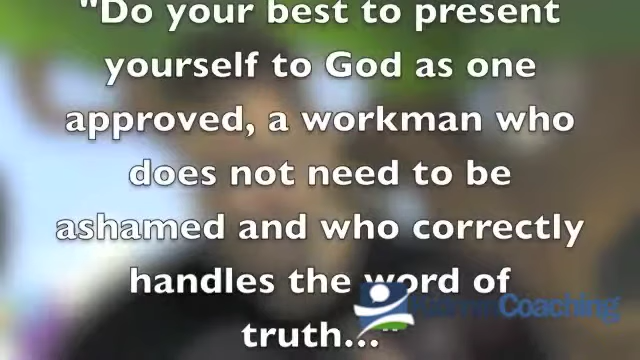 "Do your best to present
yourself to God as one
approved, a workman who
does not need to be
ashamed and who correctly
handles the word of
truth..."
Coaching